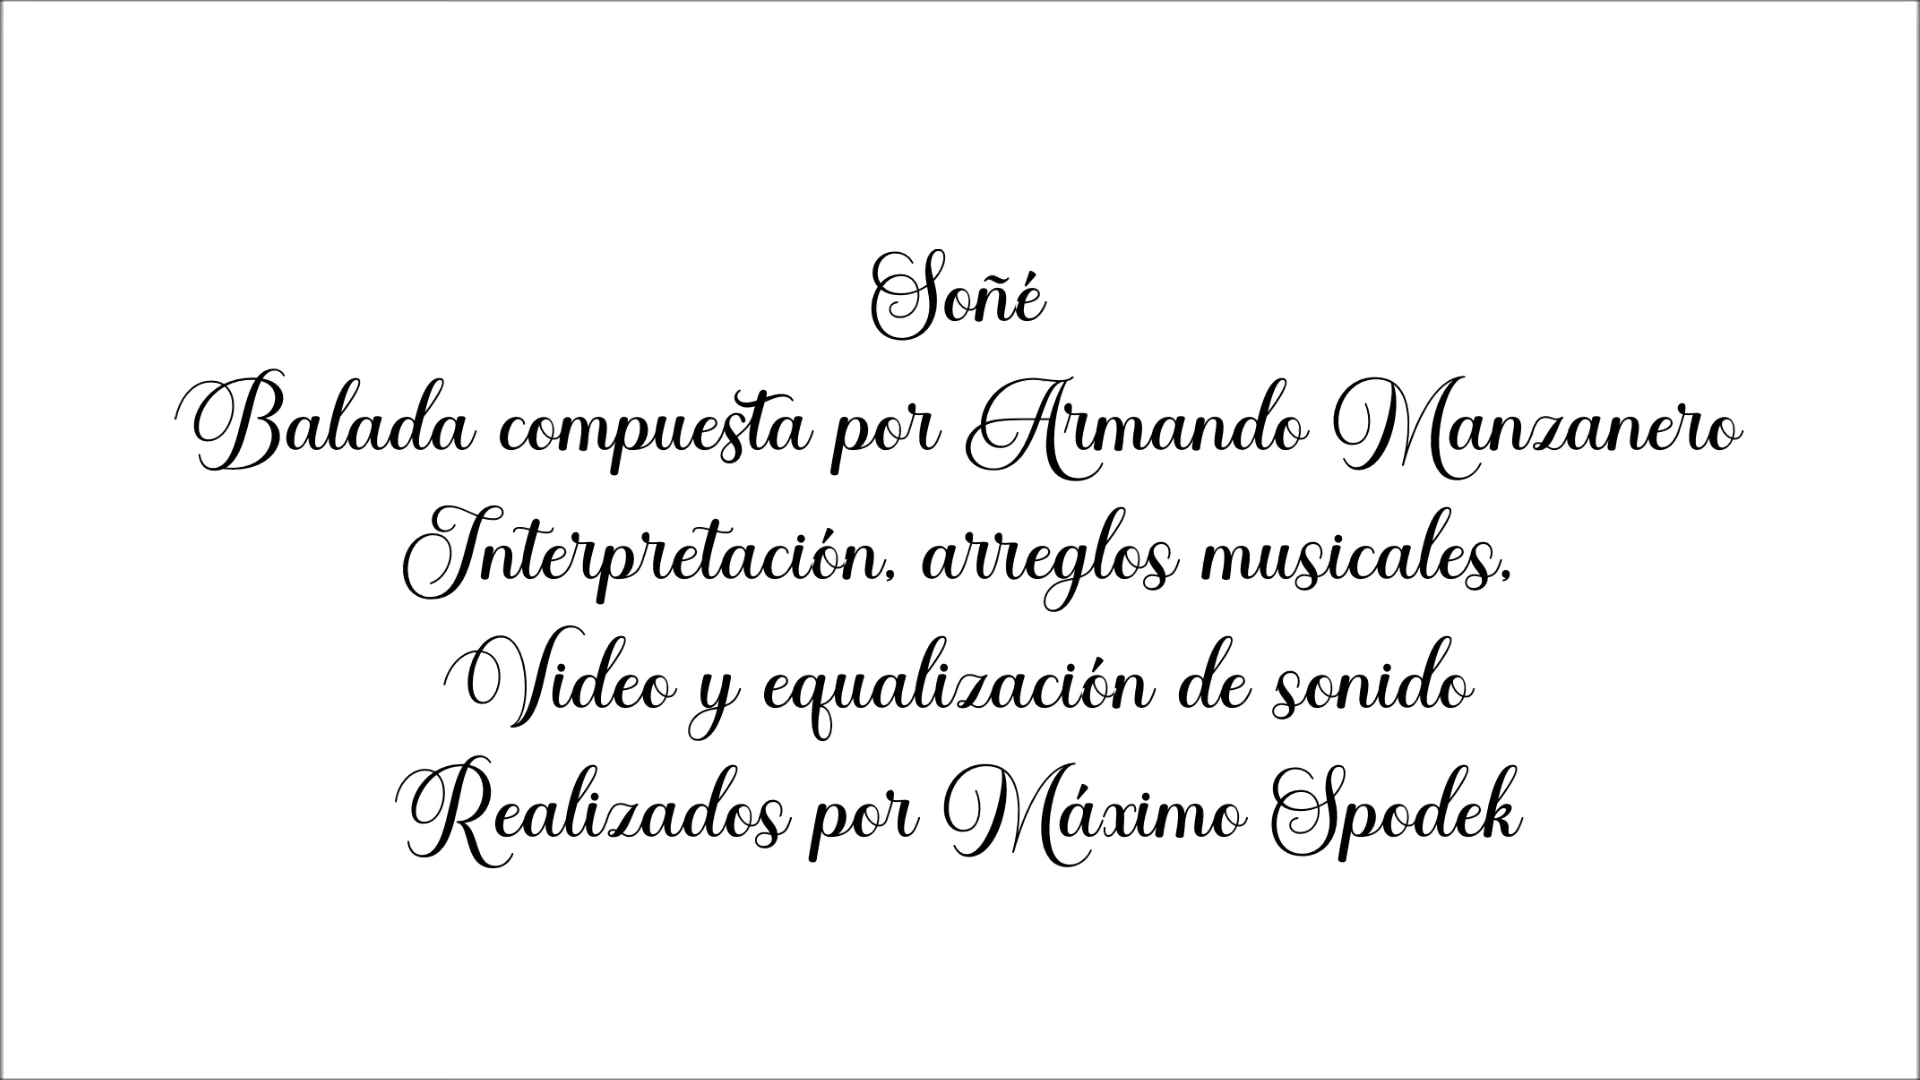 Soñé
Balada compuesta por Armando Manzanero
Interpretación, arreglos musicales,
Video y equalización de sonido
Realizados por Máximo Spodek